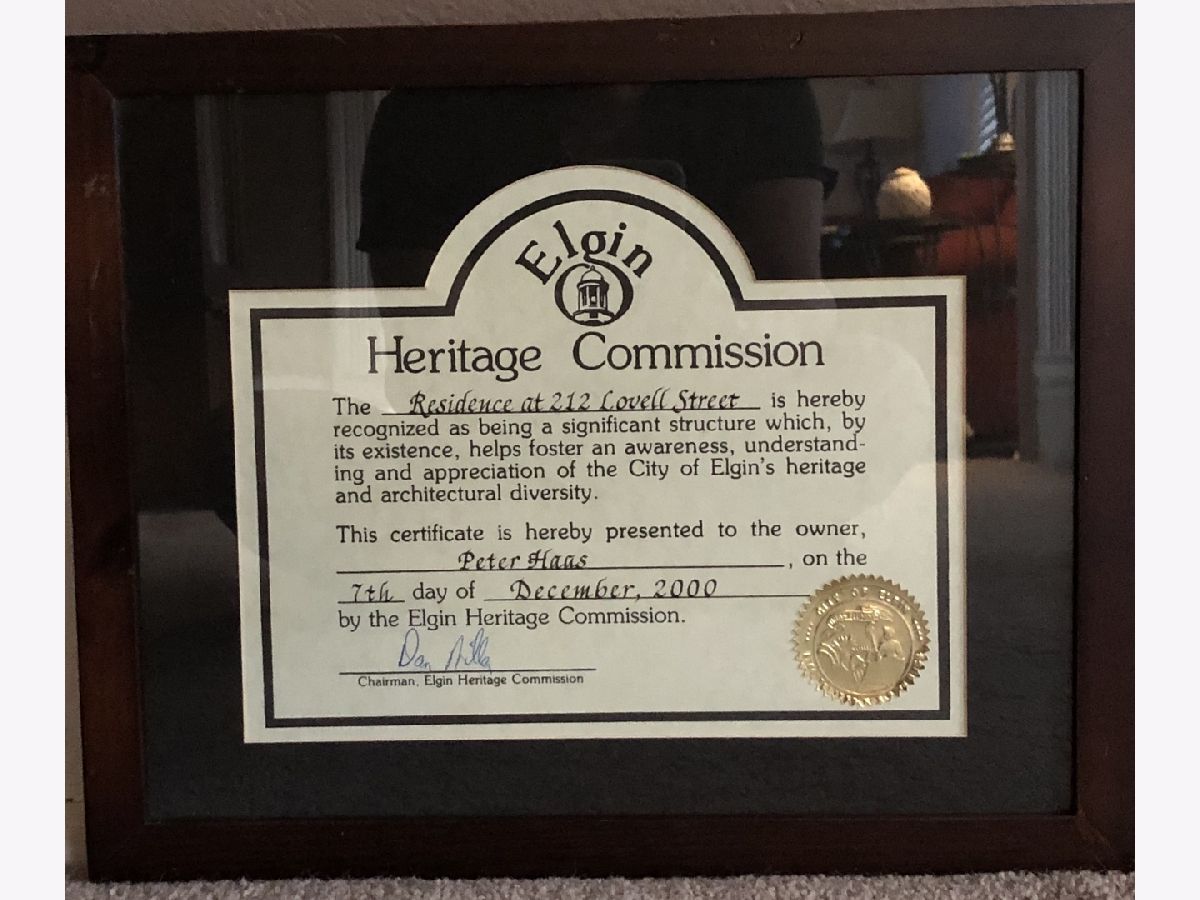 Elgin
Heritage Commission
The Residence at 212 Lovell Street is hereby
recognized as being a significant structure which, by
its existence, helps foster an awareness, understand-
ing and appreciation of the City of Elgin's heritage
and architectural diversity.
This certificate is hereby presented to the owner,
Peter Haas, on the
7th day of December, 2000
by the Elgin Heritage Commission.
Dan Miller
Chairman, Elgin Heritage Commission